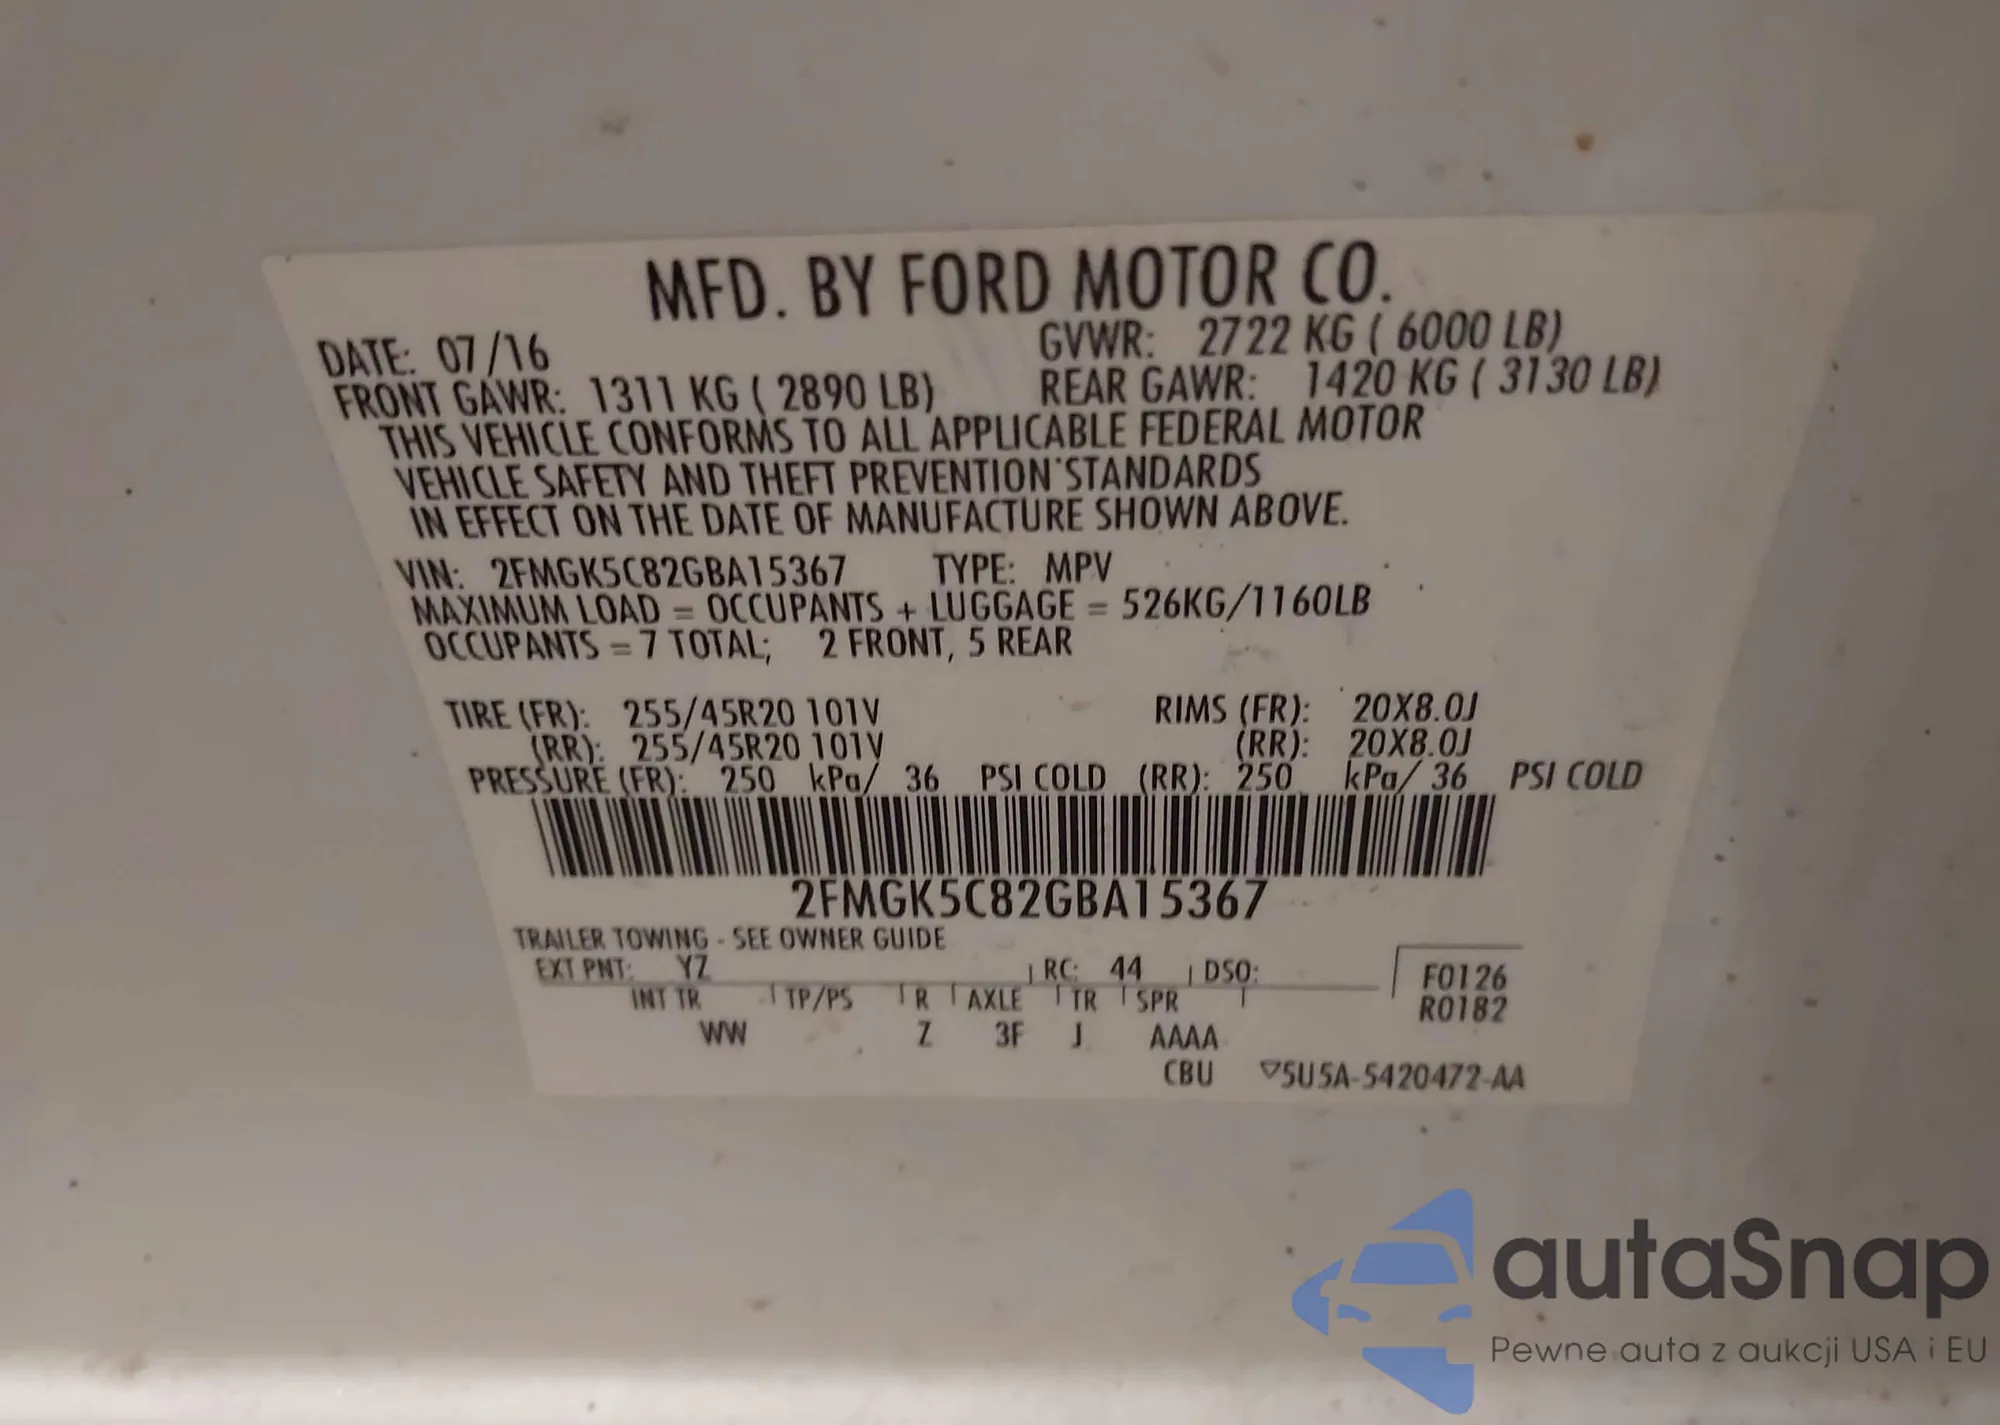 MFD. BY FORD MOTOR CO.
DATE: 07/16 GVWR: 2722 KG ( 6000 LB)
FRONT GAWR: 1311 KG ( 2890 LB) REAR GAWR: 1420 KG ( 3130 LB)
THIS VEHICLE CONFORMS TO ALL APPLICABLE FEDERAL MOTOR
VEHICLE SAFETY AND THEFT PREVENTION STANDARDS
IN EFFECT ON THE DATE OF MANUFACTURE SHOWN ABOVE.
VIN: 2FMGK5C82GBA15367 TYPE: MPV
MAXIMUM LOAD = OCCUPANTS + LUGGAGE = 526KG/1160LB
OCCUPANTS = 7 TOTAL; 2 FRONT, 5 REAR
TIRE (FR): 255/45R20 101V RIMS (FR): 20X8.0J
(RR): 255/45R20 101V (RR): 20X8.0J
PRESSURE (FR): 250 kPa/ 36 PSI COLD (RR): 250 kPa/ 36 PSI COLD
2FMGK5C82GBA15367
TRAILER TOWING - SEE OWNER GUIDE
EXT PNT: YZ RC: 44 DSO: F0126
INT TR TP/PS R AXLE TR SPR R0182
WW Z 3F J AAAA
CBU ▽5U5A-5420472-AA
autaSnap
Pewne auta z aukcji USA i EU